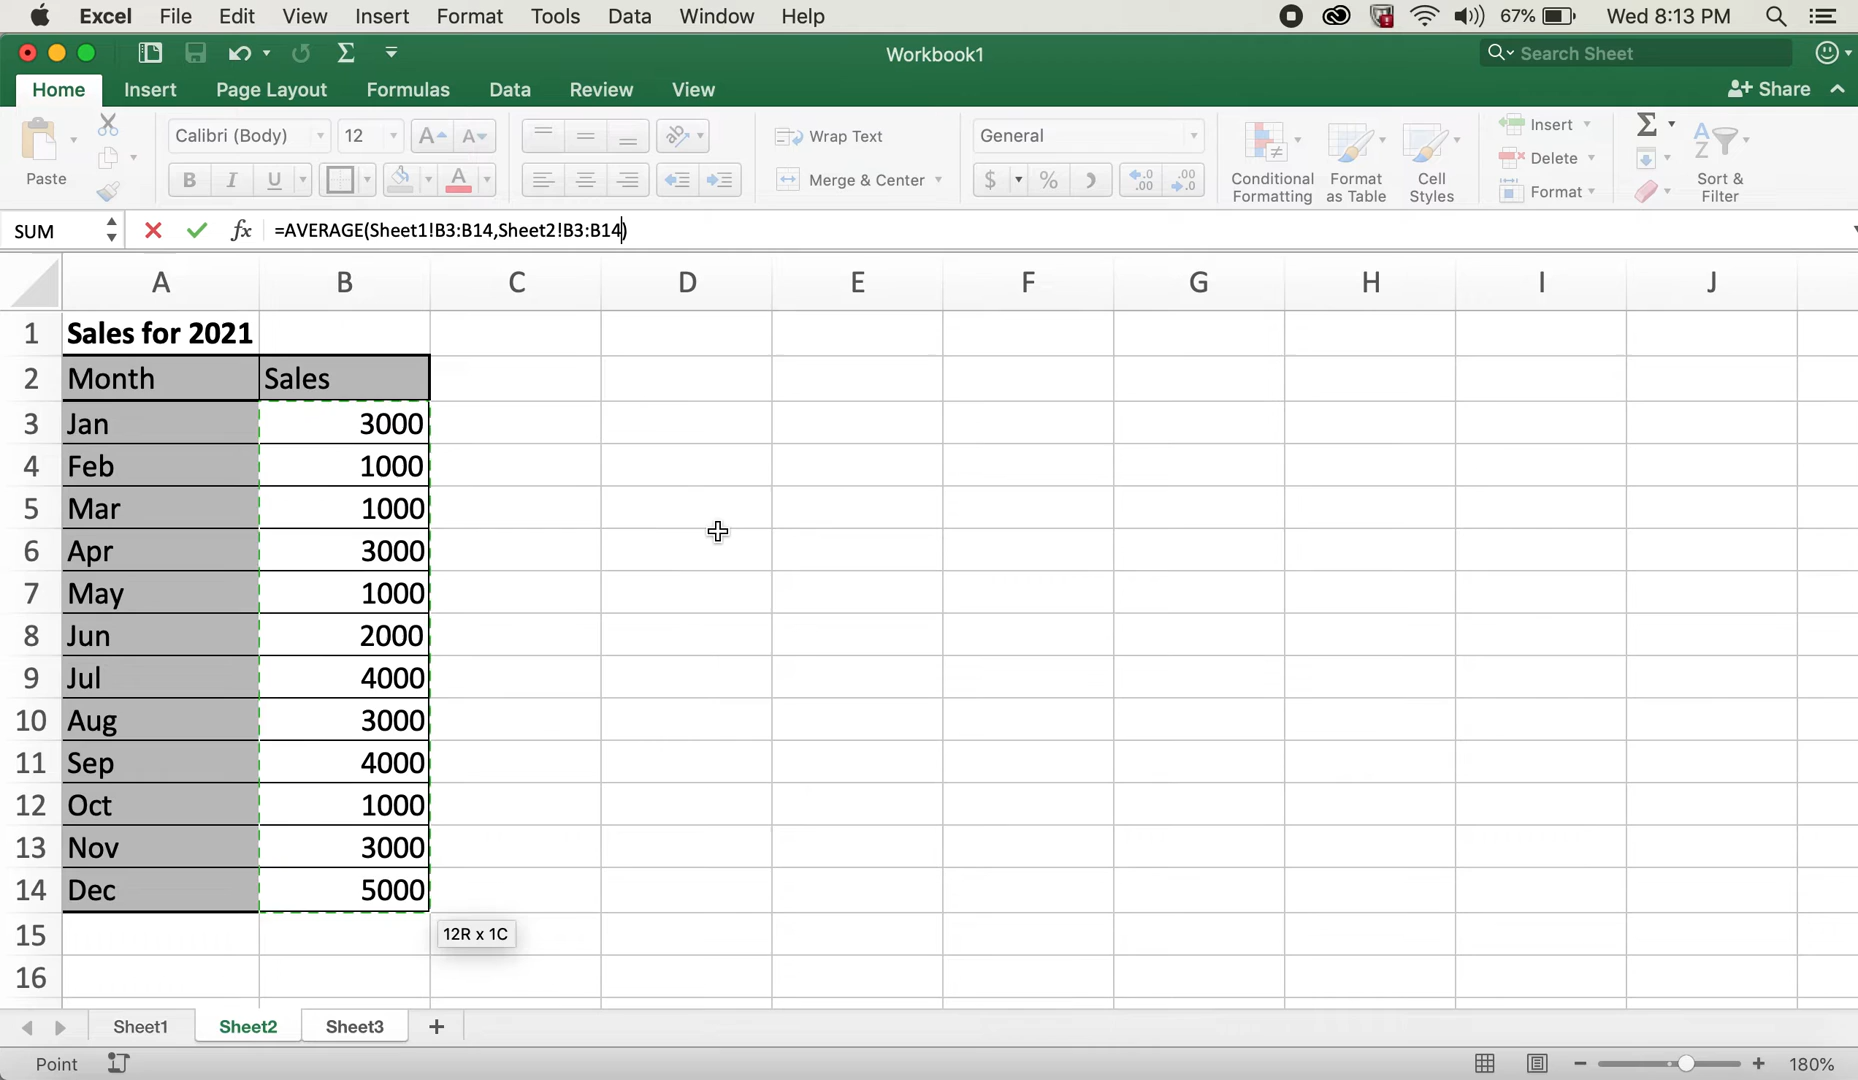 Excel File Edit View Insert Format Tools Data Window Help 67% Wed 8:13 PM
Workbook1 Search Sheet
Home Insert Page Layout Formulas Data Review View Share
Paste Calibri (Body) 12 A A Wrap Text General Insert
B I U A Merge & Center $ % Conditional Formatting Format as Table Cell Styles Delete Format Sort & Filter
SUM fx =AVERAGE(Sheet1!B3:B14,Sheet2!B3:B14)
A B C D E F G H I J
1 Sales for 2021
2 Month Sales
3 Jan 3000
4 Feb 1000
5 Mar 1000
6 Apr 3000
7 May 1000
8 Jun 2000
9 Jul 4000
10 Aug 3000
11 Sep 4000
12 Oct 1000
13 Nov 3000
14 Dec 5000
15 12R x 1C
16
Sheet1 Sheet2 Sheet3 +
Point 180%